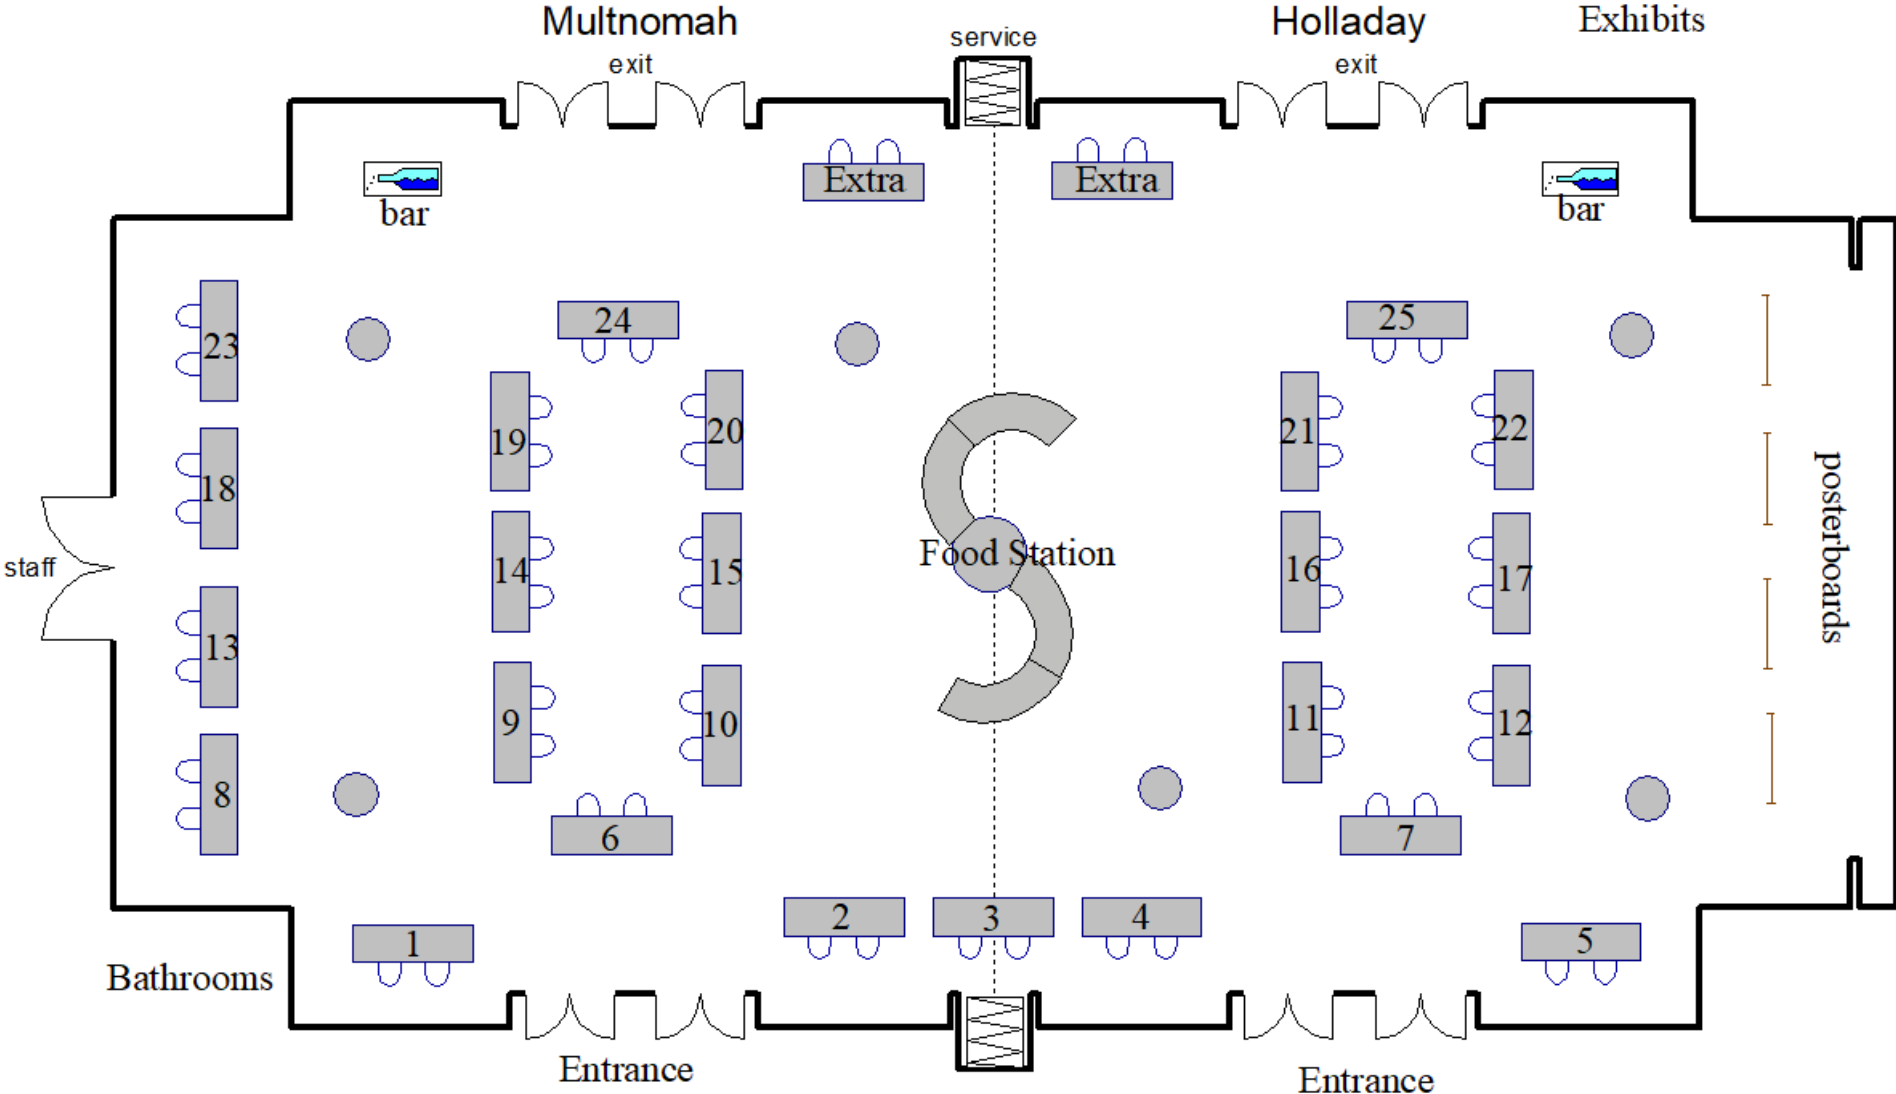 Multnomah
Holladay
Exhibits
service
exit
exit
Extra
Extra
bar
bar
23
24
25
19
20
21
22
18
posterboards
staff
Food Station
14
15
16
17
13
9
10
11
12
8
6
7
2
3
4
1
5
Bathrooms
Entrance
Entrance